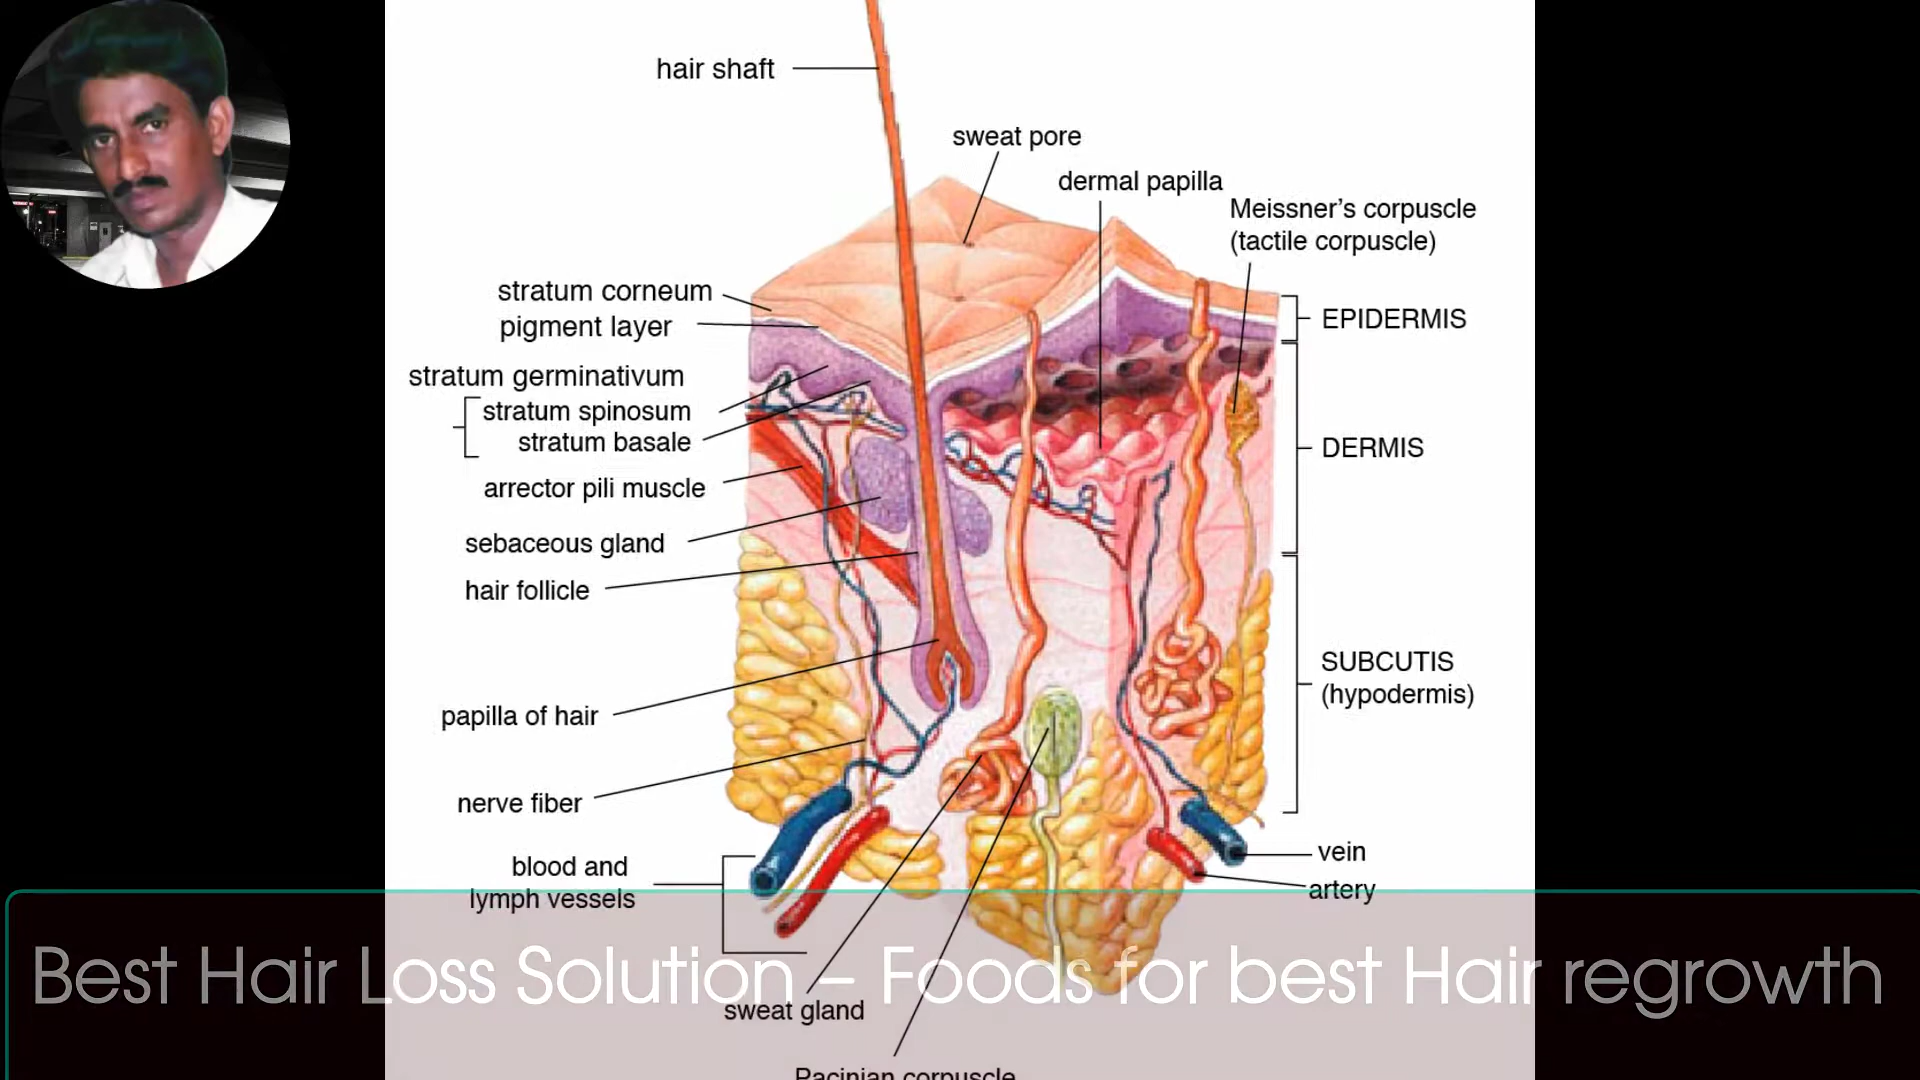 hair shaft
sweat pore
dermal papilla
Meissner's corpuscle
(tactile corpuscle)
stratum corneum
pigment layer
EPIDERMIS
stratum germinativum
stratum spinosum
stratum basale
DERMIS
arrector pili muscle
sebaceous gland
hair follicle
SUBCUTIS
(hypodermis)
papilla of hair
nerve fiber
vein
blood and
lymph vessels
artery
Best Hair Loss Solution – Foods for best Hair regrowth
sweat gland
Pacinian corpuscle